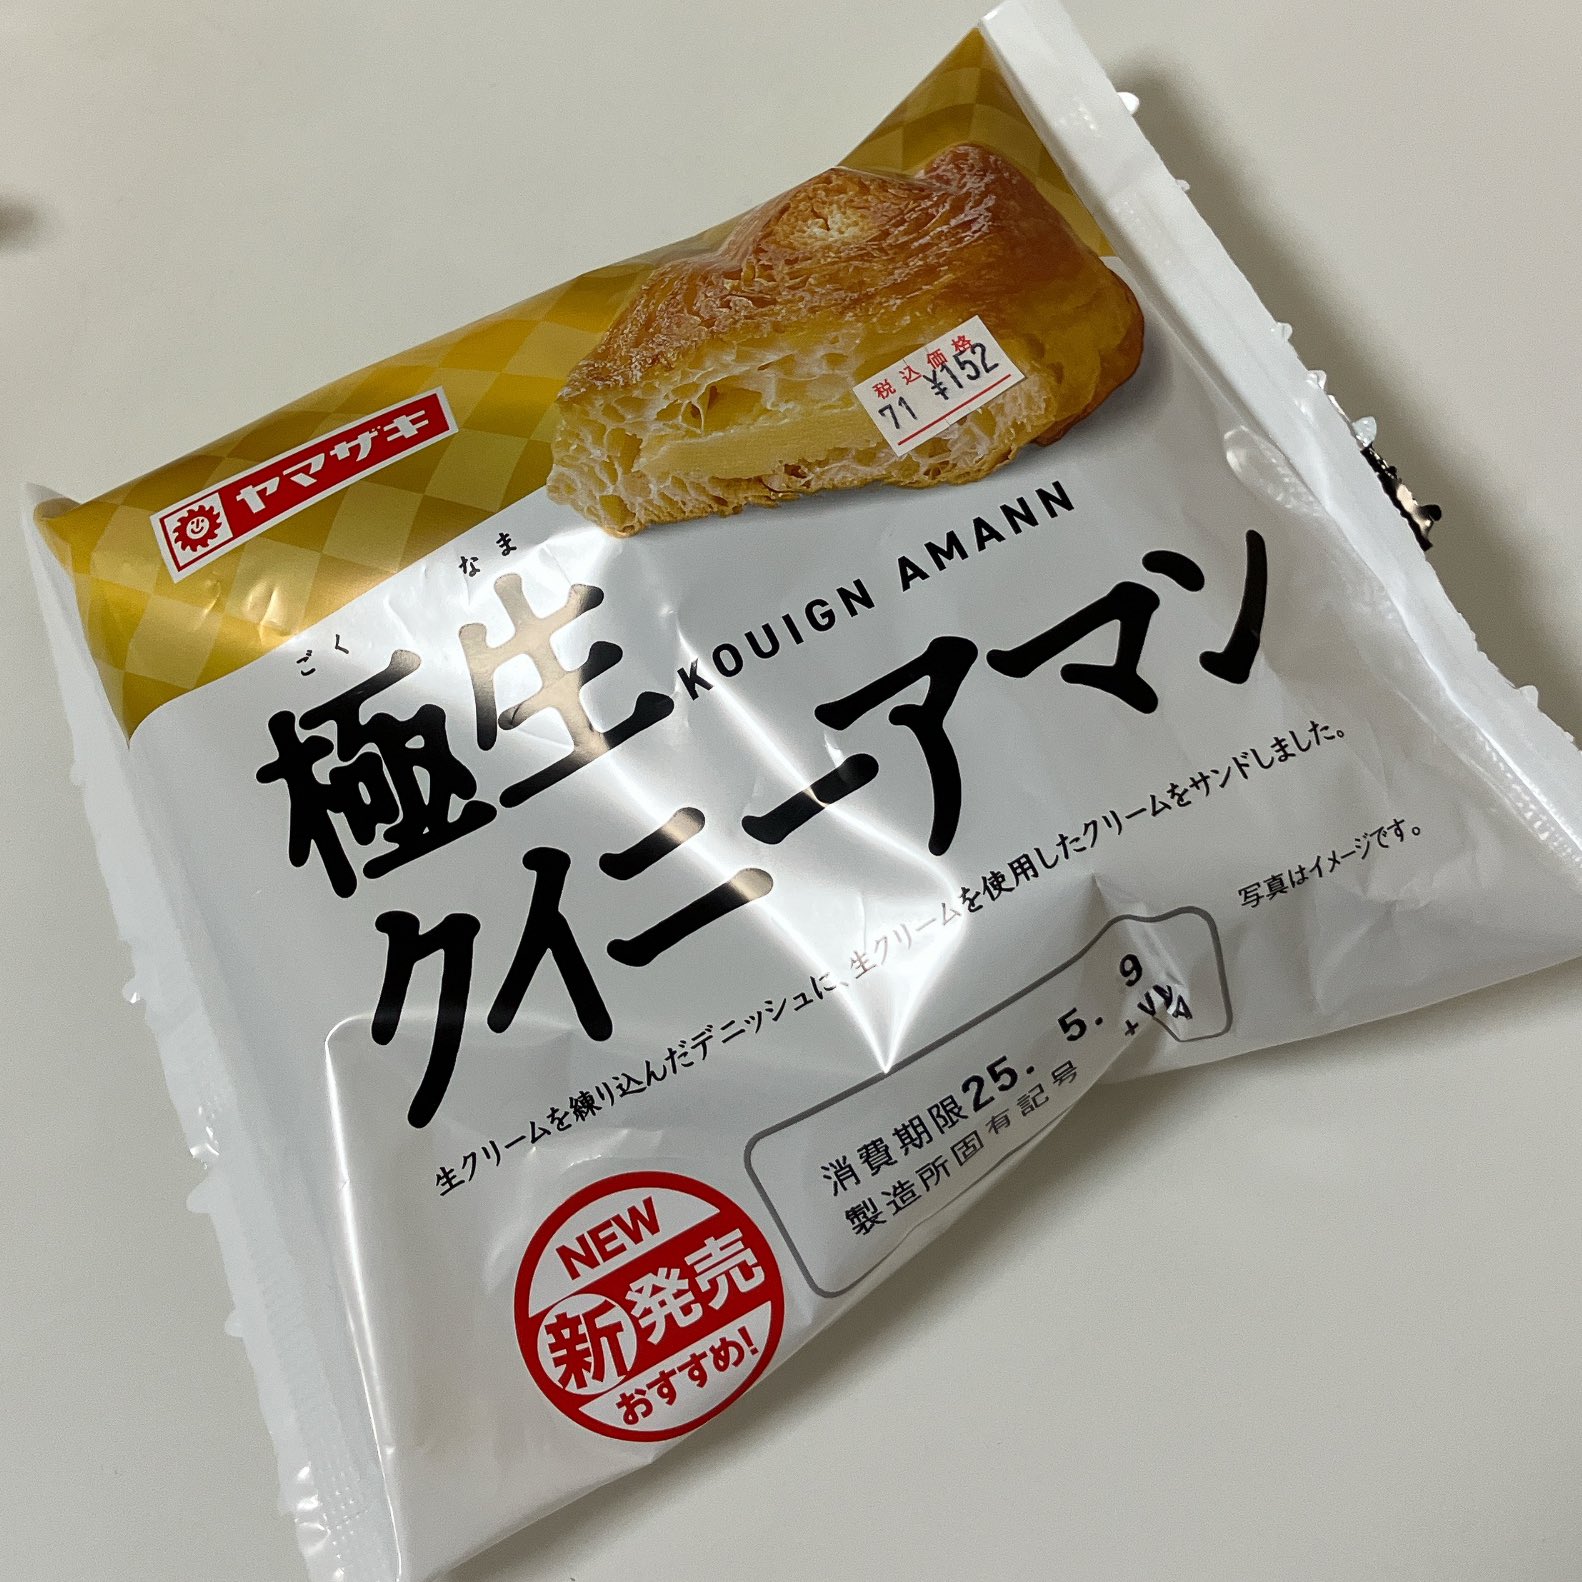 ヤマザキ
税込価格
71 ¥152
ごく なま
極生
KOUIGN AMANN
クイニーアマン
生クリームを練り込んだデニッシュに、生クリームを使用したクリームをサンドしました。
写真はイメージです。
消費期限25. 5. 9
製造所固有記号
NEW
新発売
おすすめ!